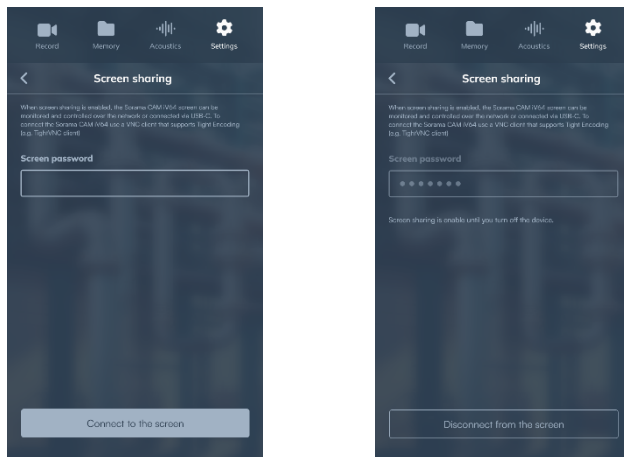 Record Memory Acoustics Settings
Screen sharing
When screen sharing is enabled, the Sorama CAM iV64 screen can be
monitored and controlled over the network or connected via USB-C. To
connect the Sorama CAM iV64 use a VNC client that supports Tight Encoding
(e.g. TightVNC client)
Screen password
Connect to the screen
Record Memory Acoustics Settings
Screen sharing
When screen sharing is enabled, the Sorama CAM iV64 screen can be
monitored and controlled over the network or connected via USB-C. To
connect the Sorama CAM iV64 use a VNC client that supports Tight Encoding
(e.g. TightVNC client)
Screen password
Screen sharing is enable until you turn off the device.
Disconnect from the screen